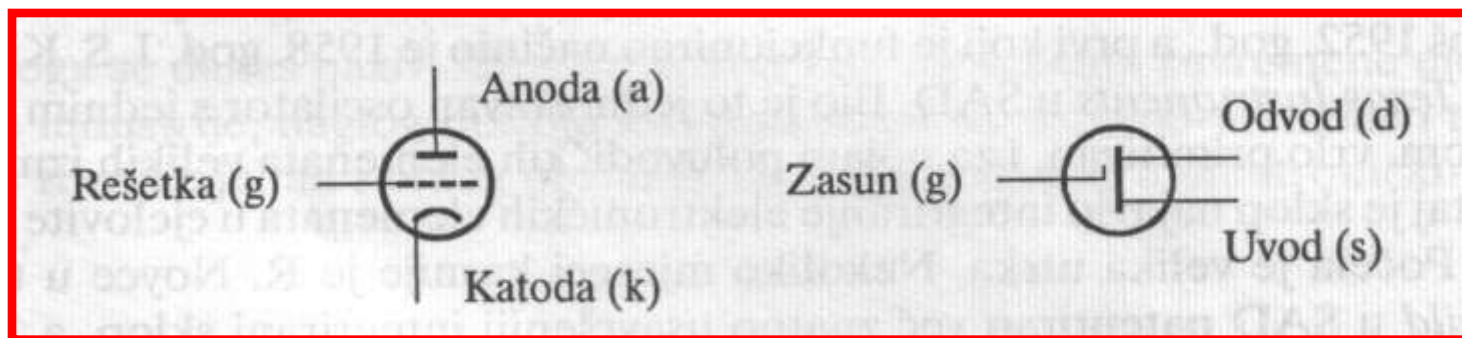 Anoda (a)
Rešetka (g)
Katoda (k)
Odvod (d)
Zasun (g)
Uvod (s)